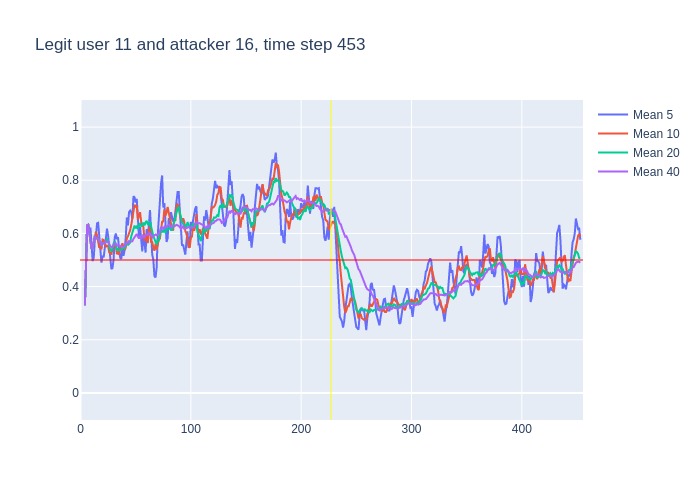 Legit user 11 and attacker 16, time step 453
Mean 5
Mean 10
Mean 20
Mean 40
1
0.8
0.6
0.4
0.2
0
0 100 200 300 400